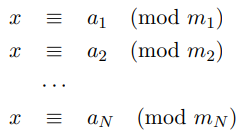 x ≡ a₁ (mod m₁)
x ≡ a₂ (mod m₂)
...
x ≡ a_N (mod m_N)